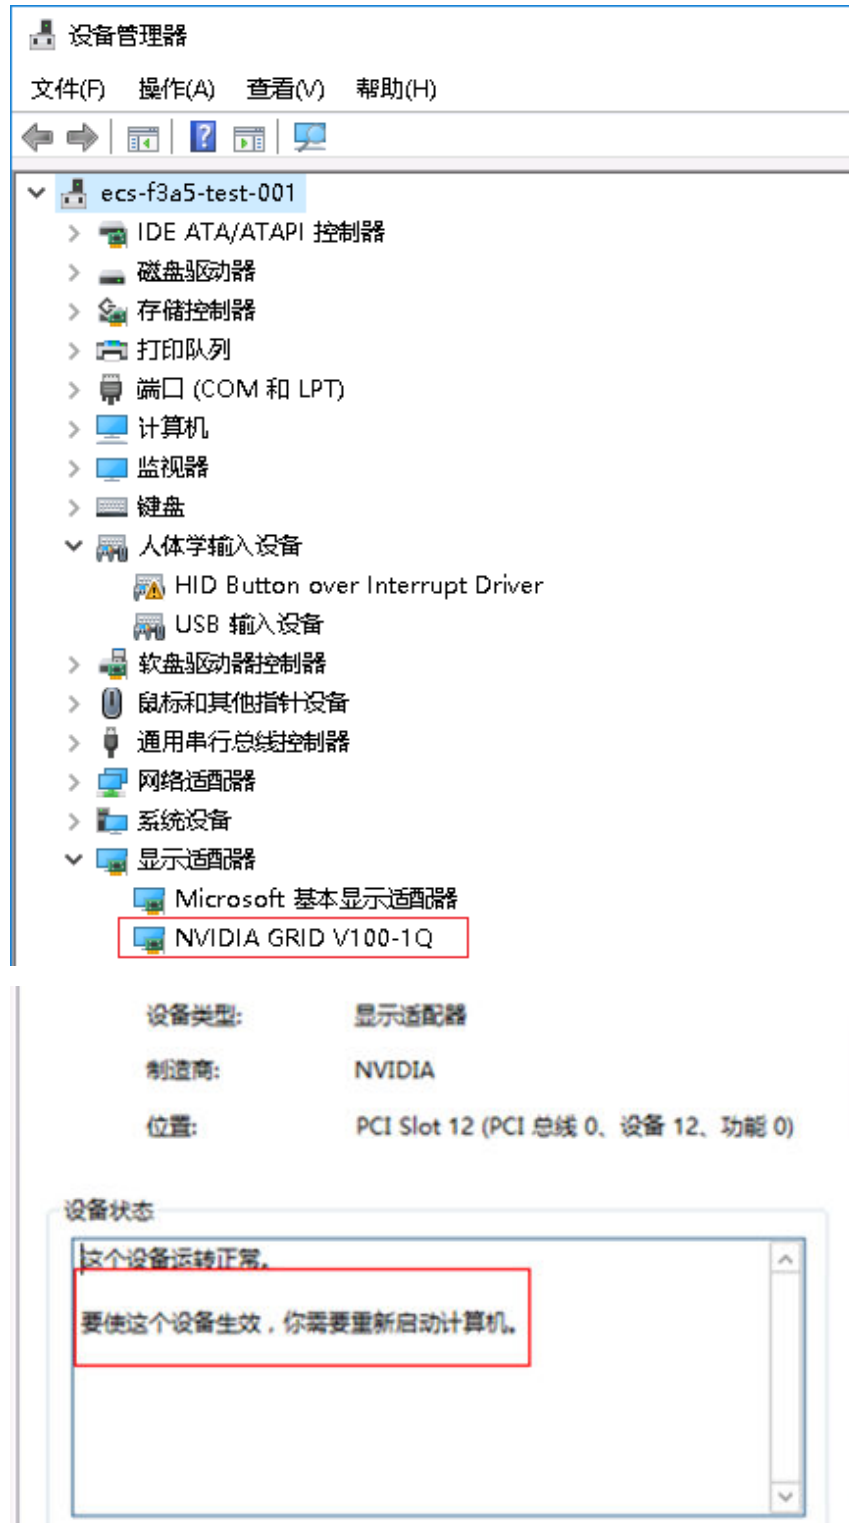 设备管理器
文件(F) 操作(A) 查看(V) 帮助(H)
ecs-f3a5-test-001
IDE ATA/ATAPI 控制器
磁盘驱动器
存储控制器
打印队列
端口 (COM 和 LPT)
计算机
监视器
键盘
人体学输入设备
HID Button over Interrupt Driver
USB 输入设备
软盘驱动器控制器
鼠标和其他指针设备
通用串行总线控制器
网络适配器
系统设备
显示适配器
Microsoft 基本显示适配器
NVIDIA GRID V100-1Q
设备类型: 显示适配器
制造商: NVIDIA
位置: PCI Slot 12 (PCI 总线 0、设备 12、功能 0)
设备状态
这个设备运转正常。
要使这个设备生效，你需要重新启动计算机。